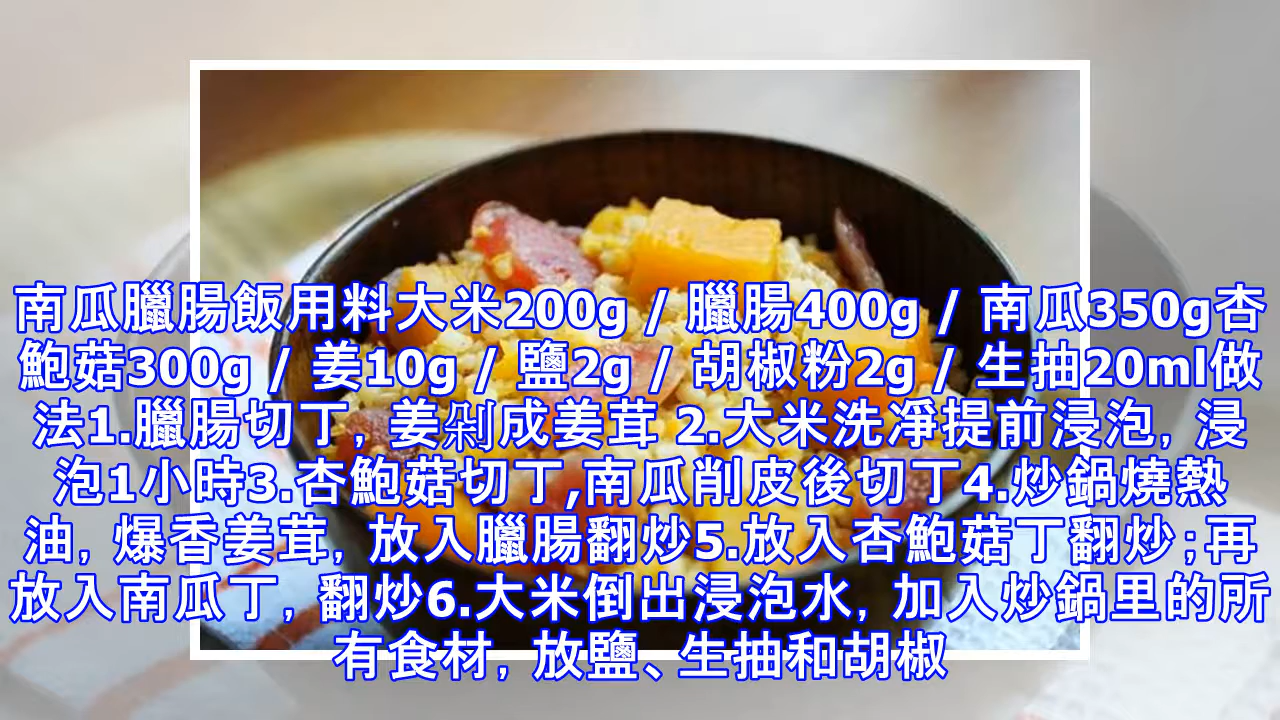 南瓜臘腸飯用料大米200g / 臘腸400g / 南瓜350g杏
鮑菇300g / 姜10g / 鹽2g / 胡椒粉2g / 生抽20ml做
法1.臘腸切丁, 姜剁成姜茸 2.大米洗凈提前浸泡, 浸
泡1小時3.杏鮑菇切丁,南瓜削皮後切丁4.炒鍋燒熱
油, 爆香姜茸, 放入臘腸翻炒5.放入杏鮑菇丁翻炒;再
放入南瓜丁, 翻炒6.大米倒出浸泡水, 加入炒鍋里的所
有食材, 放鹽、生抽和胡椒